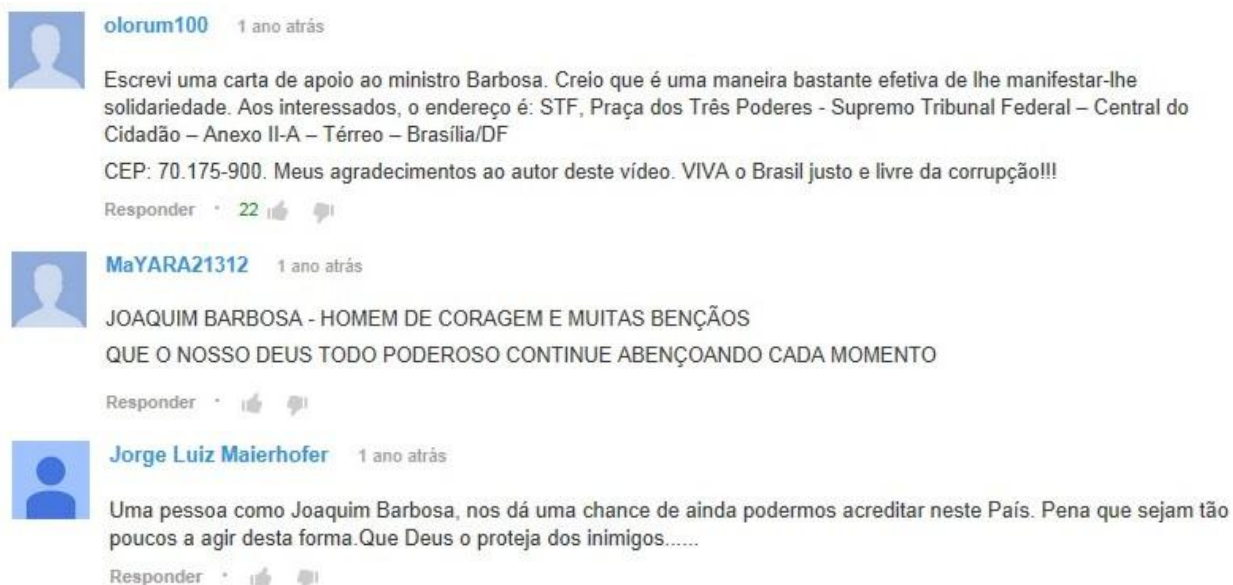 olorum100 1 ano atrás
Escrevi uma carta de apoio ao ministro Barbosa. Creio que é uma maneira bastante efetiva de lhe manifestar-lhe
solidariedade. Aos interessados, o endereço é: STF, Praça dos Três Poderes - Supremo Tribunal Federal – Central do
Cidadão – Anexo II-A – Térreo – Brasília/DF
CEP: 70.175-900. Meus agradecimentos ao autor deste vídeo. VIVA o Brasil justo e livre da corrupção!!!
Responder · 22
MaYARA21312 1 ano atrás
JOAQUIM BARBOSA - HOMEM DE CORAGEM E MUITAS BENÇÃOS
QUE O NOSSO DEUS TODO PODEROSO CONTINUE ABENÇOANDO CADA MOMENTO
Responder ·
Jorge Luiz Maierhofer 1 ano atrás
Uma pessoa como Joaquim Barbosa, nos dá uma chance de ainda podermos acreditar neste País. Pena que sejam tão
poucos a agir desta forma.Que Deus o proteja dos inimigos......
Responder ·